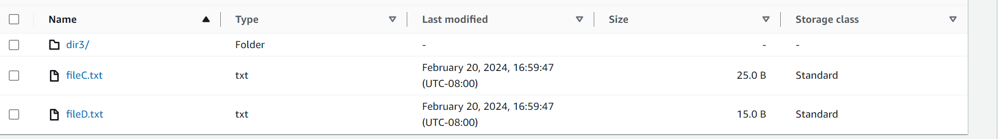 Name Type Last modified Size Storage class
dir3/ Folder - - -
fileC.txt txt February 20, 2024, 16:59:47 (UTC-08:00) 25.0 B Standard
fileD.txt txt February 20, 2024, 16:59:47 (UTC-08:00) 15.0 B Standard